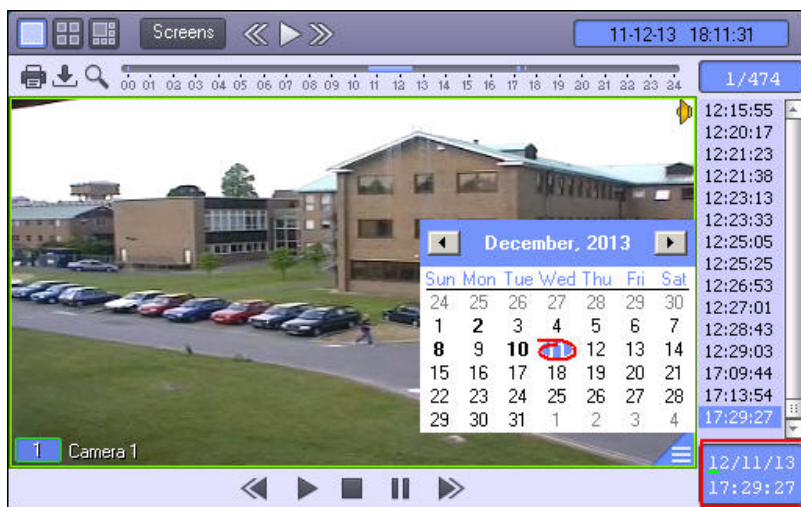 Screens
11-12-13 18:11:31
00 01 02 03 04 05 06 07 08 09 10 11 12 13 14 15 16 17 18 19 20 21 22 23 24
1/474
12:15:55
12:20:17
12:21:23
12:21:38
12:23:13
12:23:33
12:25:05
12:25:25
12:26:53
12:27:01
12:28:43
12:29:03
17:09:44
17:13:54
17:29:27
December, 2013
Sun Mon Tue Wed Thu Fri Sat
24 25 26 27 28 29 30
1 2 3 4 5 6 7
8 9 10 11 12 13 14
15 16 17 18 19 20 21
22 23 24 25 26 27 28
29 30 31 1 2 3 4
1 Camera 1
12/11/13
17:29:27